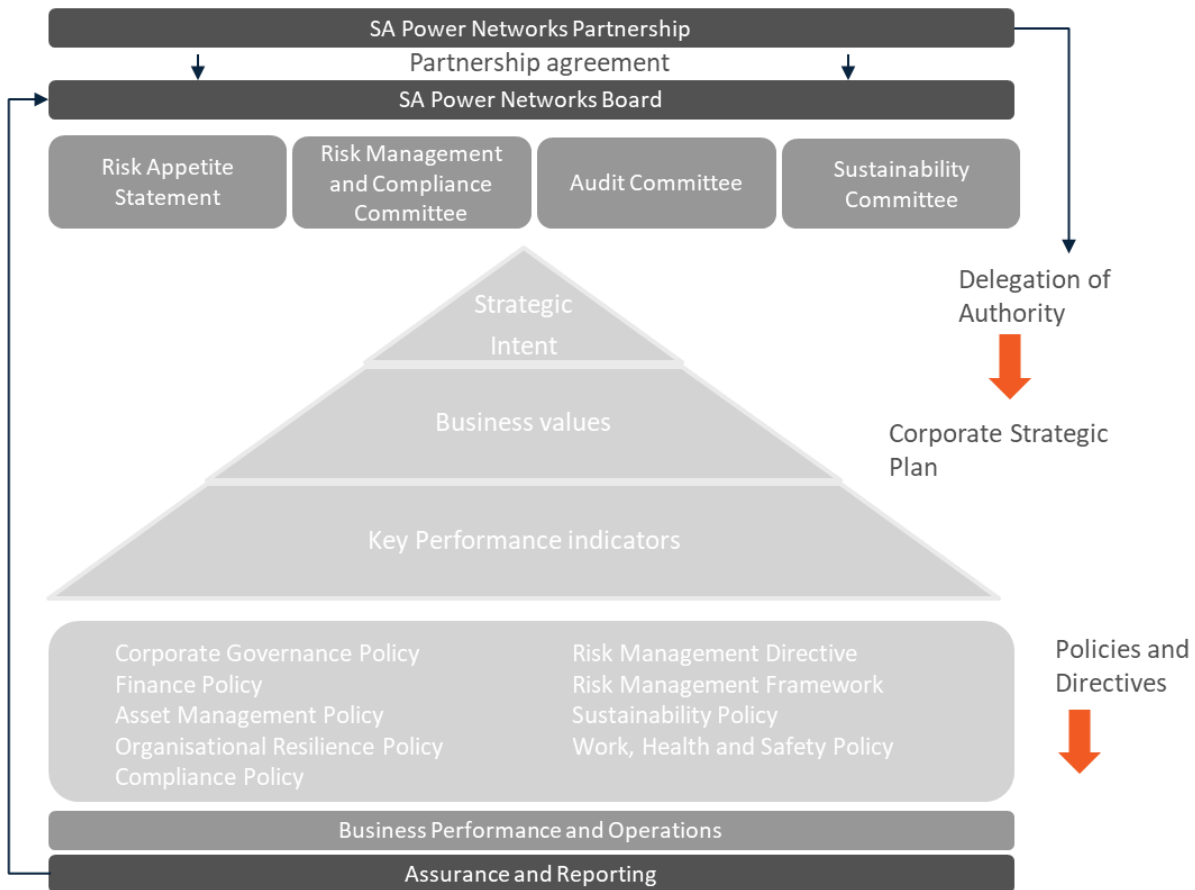 SA Power Networks Partnership
Partnership agreement
SA Power Networks Board
Risk Appetite
Statement
Risk Management
and Compliance
Committee
Audit Committee
Sustainability
Committee
Strategic
Intent
Delegation of
Authority
Business values
Corporate Strategic
Plan
Key Performance indicators
Corporate Governance Policy
Finance Policy
Asset Management Policy
Organisational Resilience Policy
Compliance Policy
Risk Management Directive
Risk Management Framework
Sustainability Policy
Work, Health and Safety Policy
Policies and
Directives
Business Performance and Operations
Assurance and Reporting